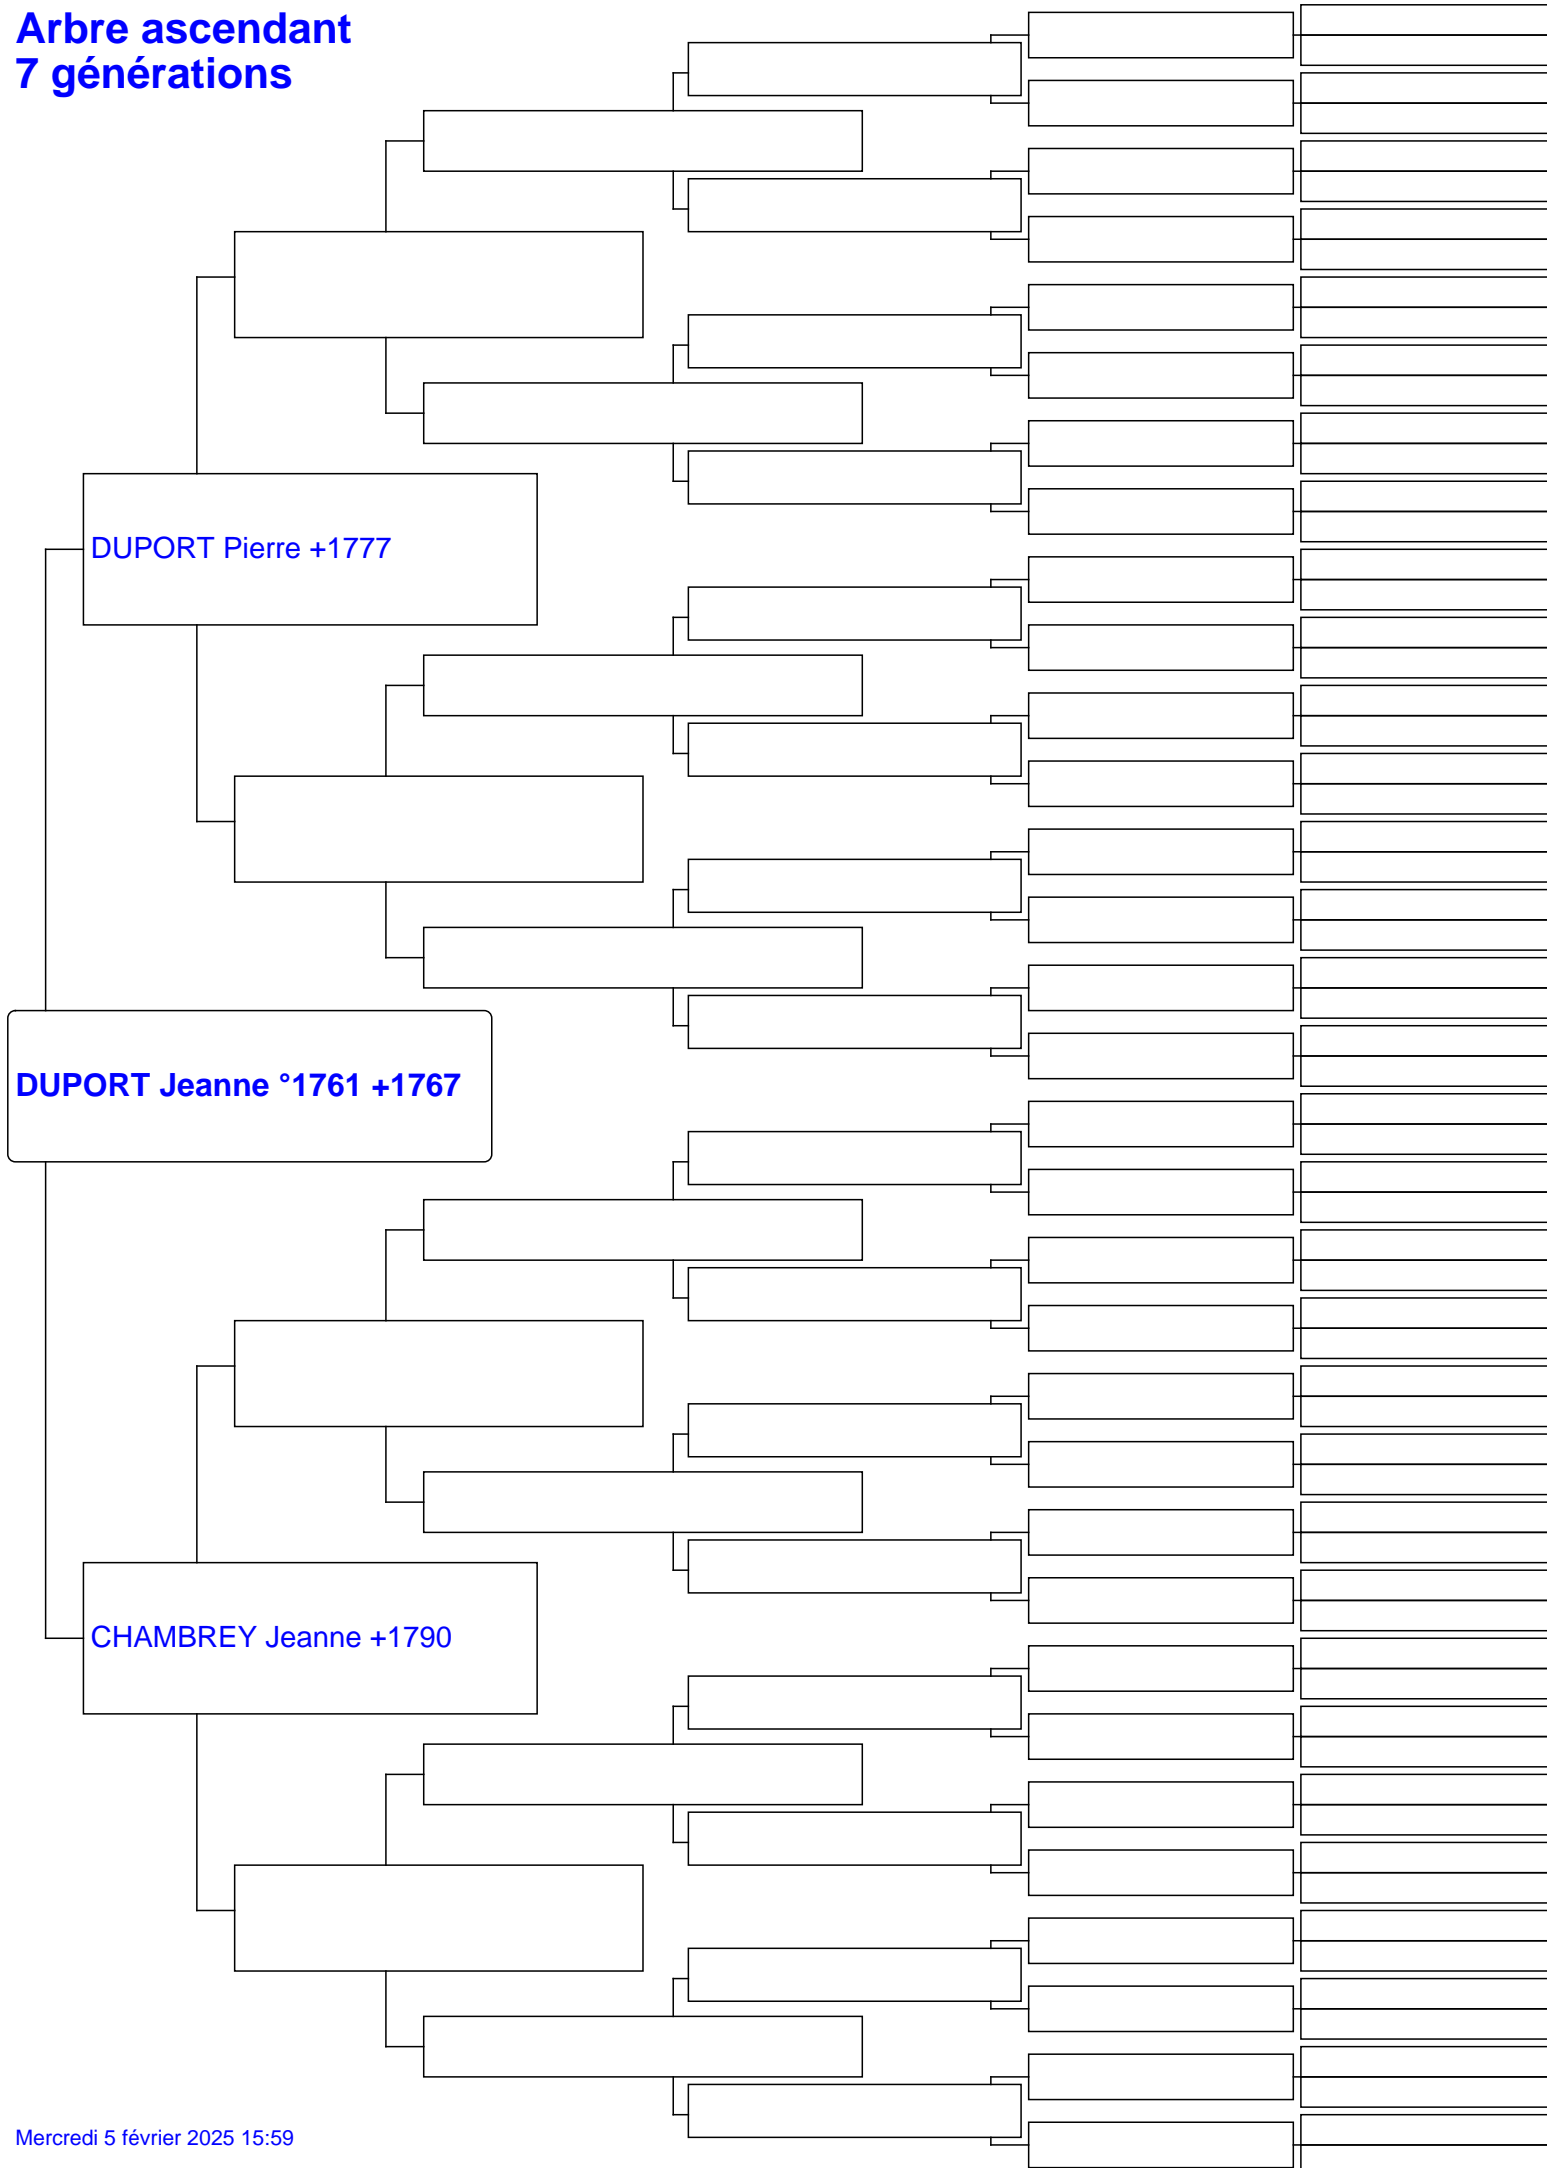 Arbre ascendant
7 générations
DUPORT Pierre +1777
DUPORT Jeanne °1761 +1767
CHAMBREY Jeanne +1790
Mercredi 5 février 2025 15:59